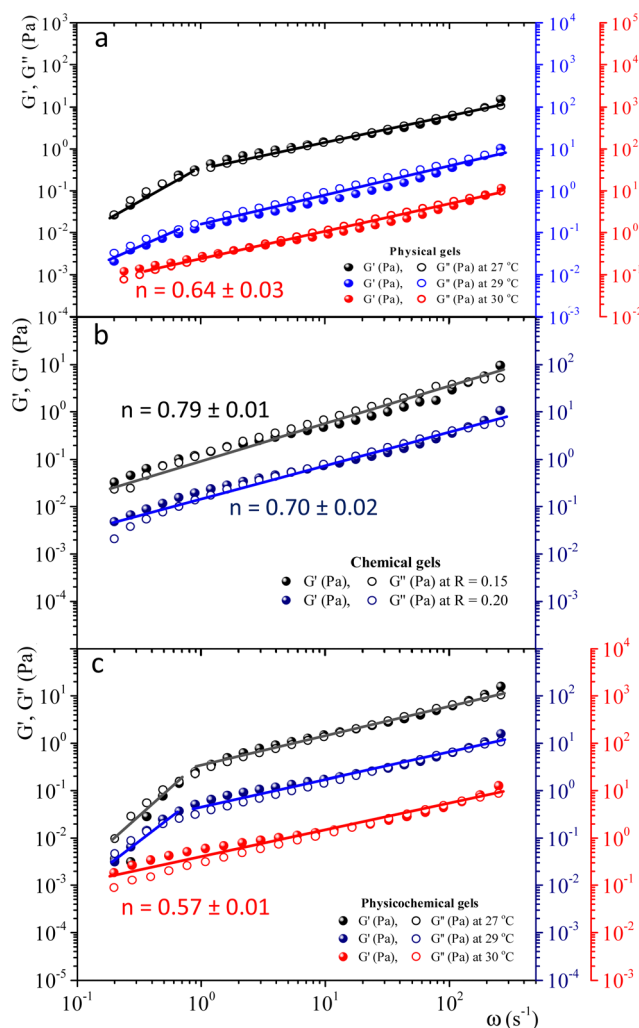 a
G', G'' (Pa)
10³ 10⁴ 10⁵
10² 10³ 10⁴
10¹ 10² 10³
10⁰ 10¹ 10²
10⁻¹ 10⁰ 10¹
10⁻² 10⁻¹ 10⁰
10⁻³ 10⁻² 10⁻¹
10⁻⁴ 10⁻³ 10⁻²
Physical gels
G' (Pa), G'' (Pa) at 27 °C
G' (Pa), G'' (Pa) at 29 °C
G' (Pa), G'' (Pa) at 30 °C
n = 0.64 ± 0.03
b
G', G'' (Pa)
10¹ 10²
10⁰ 10¹
10⁻¹ 10⁰
10⁻² 10⁻¹
10⁻³ 10⁻²
10⁻⁴ 10⁻³
n = 0.79 ± 0.01
n = 0.70 ± 0.02
Chemical gels
G' (Pa), G'' (Pa) at R = 0.15
G' (Pa), G'' (Pa) at R = 0.20
c
G', G'' (Pa)
10³ 10⁴
10¹ 10² 10³
10⁰ 10¹ 10²
10⁻¹ 10⁰ 10¹
10⁻² 10⁻¹ 10⁰
10⁻³ 10⁻² 10⁻¹
10⁻⁴ 10⁻³ 10⁻²
10⁻⁵ 10⁻⁴ 10⁻³
n = 0.57 ± 0.01
Physicochemical gels
G' (Pa), G'' (Pa) at 27 °C
G' (Pa), G'' (Pa) at 29 °C
G' (Pa), G'' (Pa) at 30 °C
10⁻¹ 10⁰ 10¹ 10²
ω (s⁻¹)